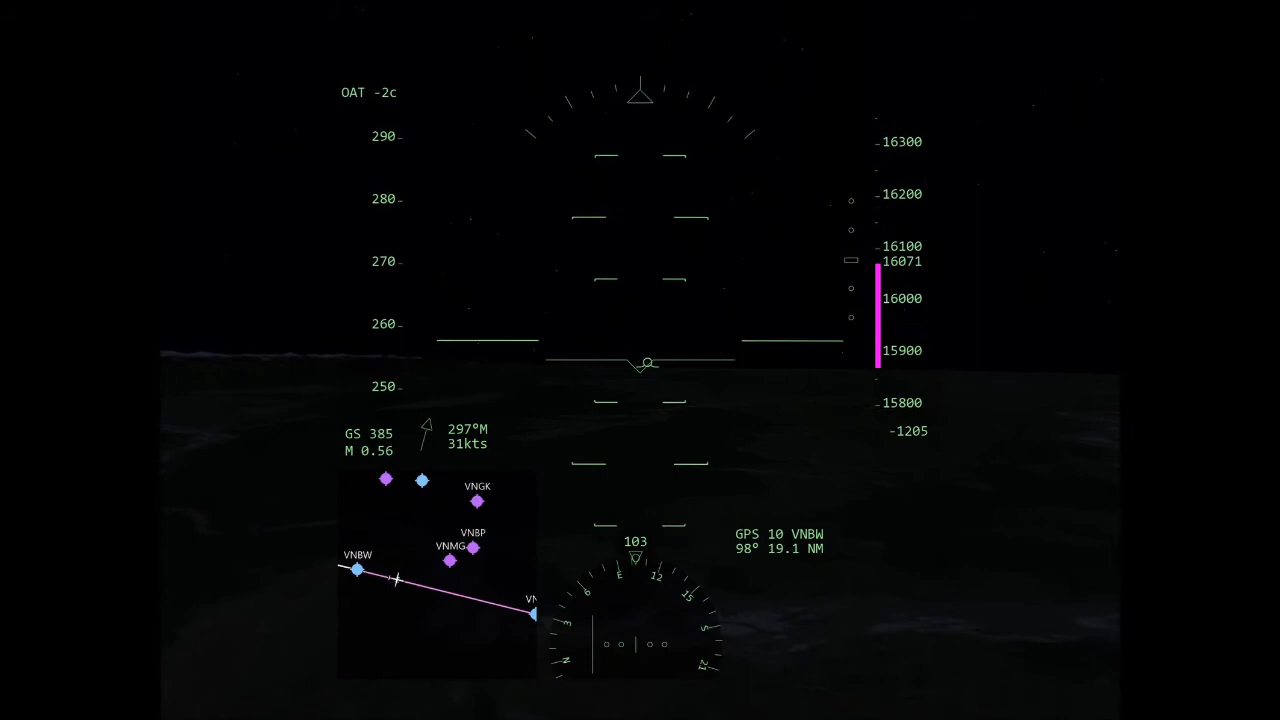 OAT -2c
290
280
270
260
250
16300
16200
16100
16071
16000
15900
15800
-1205
GS 385
M 0.56
297°M
31kts
VNGK
VNBP
VNMG
VNBW
VN
GPS 10 VNBW
98° 19.1 NM
103
N 3 6 E 12 15 S 21